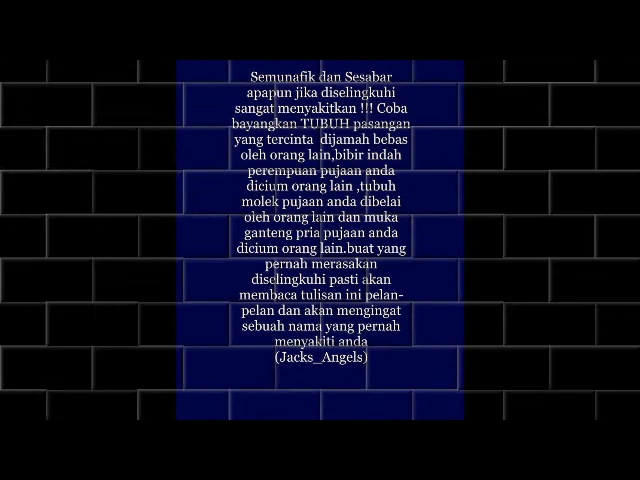 Semunafik dan Sesabar
apapun jika diselingkuhi
sangat menyakitkan !!! Coba
bayangkan TUBUH pasangan
yang tercinta  dijamah bebas
oleh orang lain,bibir indah
perempuan pujaan anda
dicium orang lain ,tubuh
molek pujaan anda dibelai
oleh orang lain dan muka
ganteng pria pujaan anda
dicium orang lain.buat yang
pernah merasakan
diselingkuhi pasti akan
membaca tulisan ini pelan-
pelan dan akan mengingat
sebuah nama yang pernah
menyakiti anda
(Jacks_Angels)